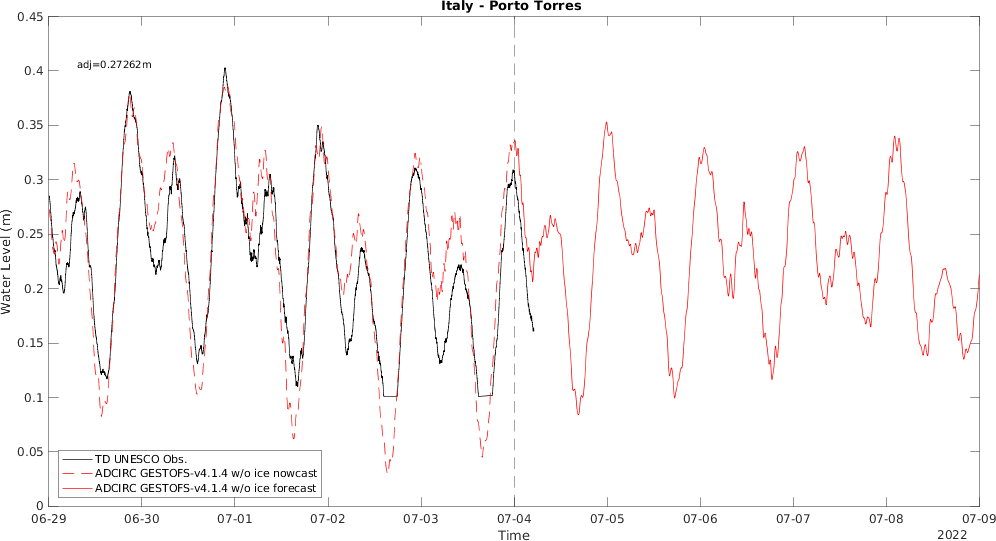 Italy - Porto Torres
0.45
0.4
0.35
0.3
0.25
0.2
0.15
0.1
0.05
0
Water Level (m)
adj=0.27262m
TD UNESCO Obs.
ADCIRC GESTOFS-v4.1.4 w/o ice nowcast
ADCIRC GESTOFS-v4.1.4 w/o ice forecast
06-29 06-30 07-01 07-02 07-03 07-04 07-05 07-06 07-07 07-08 07-09
Time
2022